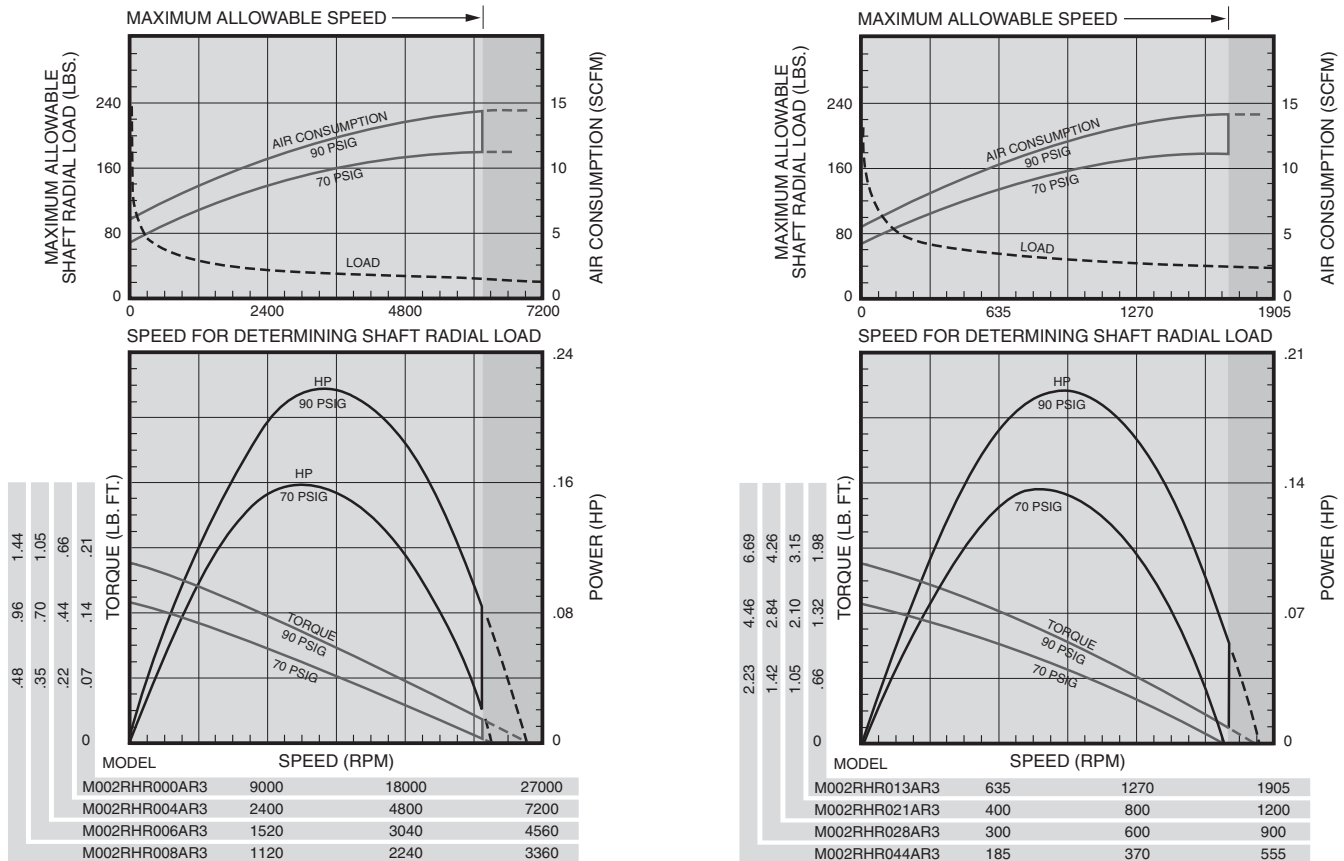 MAXIMUM ALLOWABLE SPEED
MAXIMUM ALLOWABLE
SHAFT RADIAL LOAD (LBS.)
240
160
80
0
AIR CONSUMPTION
90 PSIG
70 PSIG
LOAD
15
10
5
0
AIR CONSUMPTION (SCFM)
0 2400 4800 7200
SPEED FOR DETERMINING SHAFT RADIAL LOAD
HP
90 PSIG
HP
70 PSIG
TORQUE
90 PSIG
70 PSIG
.24
.16
.08
0
POWER (HP)
TORQUE (LB. FT.)
1.44 1.05 .66 .21
.96 .70 .44 .14
.48 .35 .22 .07
0
MODEL SPEED (RPM)
M002RHR000AR3 9000 18000 27000
M002RHR004AR3 2400 4800 7200
M002RHR006AR3 1520 3040 4560
M002RHR008AR3 1120 2240 3360
MAXIMUM ALLOWABLE SPEED
MAXIMUM ALLOWABLE
SHAFT RADIAL LOAD (LBS.)
240
160
80
0
AIR CONSUMPTION
90 PSIG
70 PSIG
LOAD
15
10
5
0
AIR CONSUMPTION (SCFM)
0 635 1270 1905
SPEED FOR DETERMINING SHAFT RADIAL LOAD
HP
90 PSIG
70 PSIG
TORQUE
90 PSIG
70 PSIG
.21
.14
.07
0
POWER (HP)
TORQUE (LB. FT.)
6.69 4.26 3.15 1.98
4.46 2.84 2.10 1.32
2.23 1.42 1.05 .66
0
MODEL SPEED (RPM)
M002RHR013AR3 635 1270 1905
M002RHR021AR3 400 800 1200
M002RHR028AR3 300 600 900
M002RHR044AR3 185 370 555